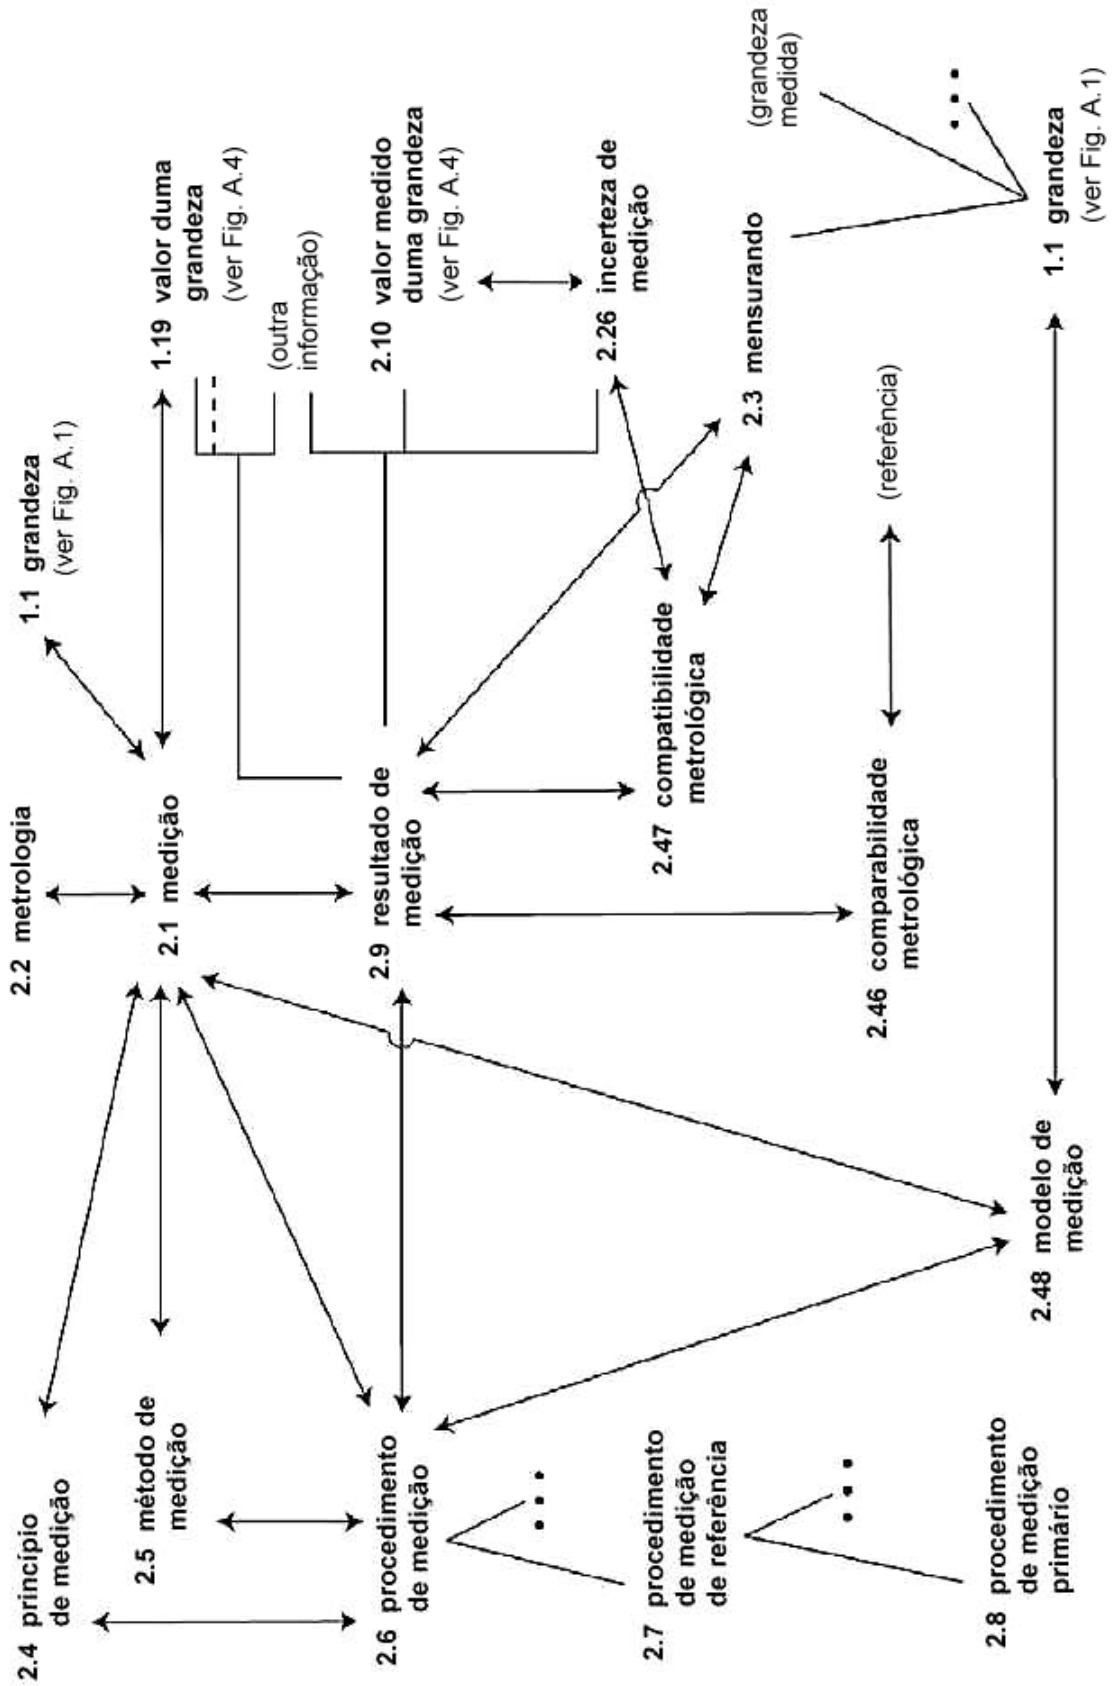 2.2 metrologia
1.1 grandeza
(ver Fig. A.1)
2.4 princípio
de medição
2.5 método de
medição
2.1 medição
1.19 valor duma
grandeza
(ver Fig. A.4)
(outra
informação)
2.6 procedimento
de medição
2.9 resultado de
medição
2.10 valor medido
duma grandeza
(ver Fig. A.4)
2.26 incerteza de
medição
2.7 procedimento
de medição
de referência
2.47 compatibilidade
metrológica
2.3 mensurando
(grandeza
medida)
2.46 comparabilidade
metrológica
(referência)
2.8 procedimento
de medição
primário
2.48 modelo de
medição
1.1 grandeza
(ver Fig. A.1)